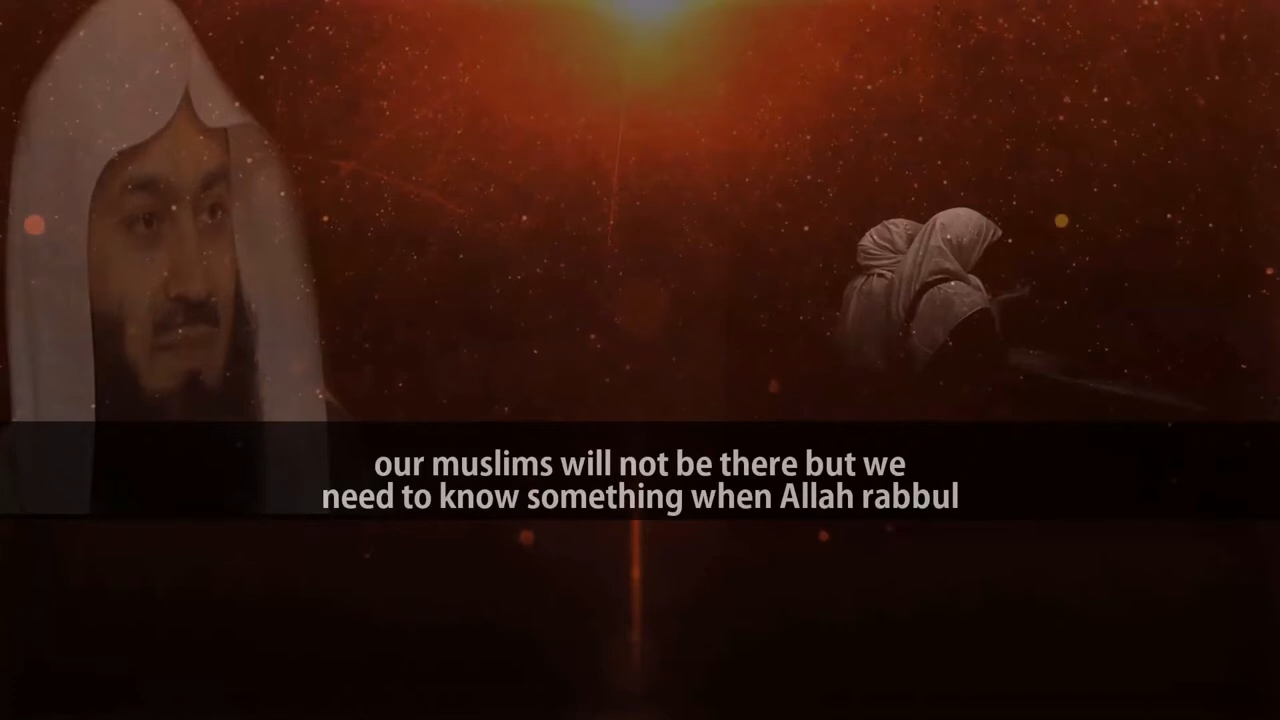 our muslims will not be there but we
need to know something when Allah rabbul